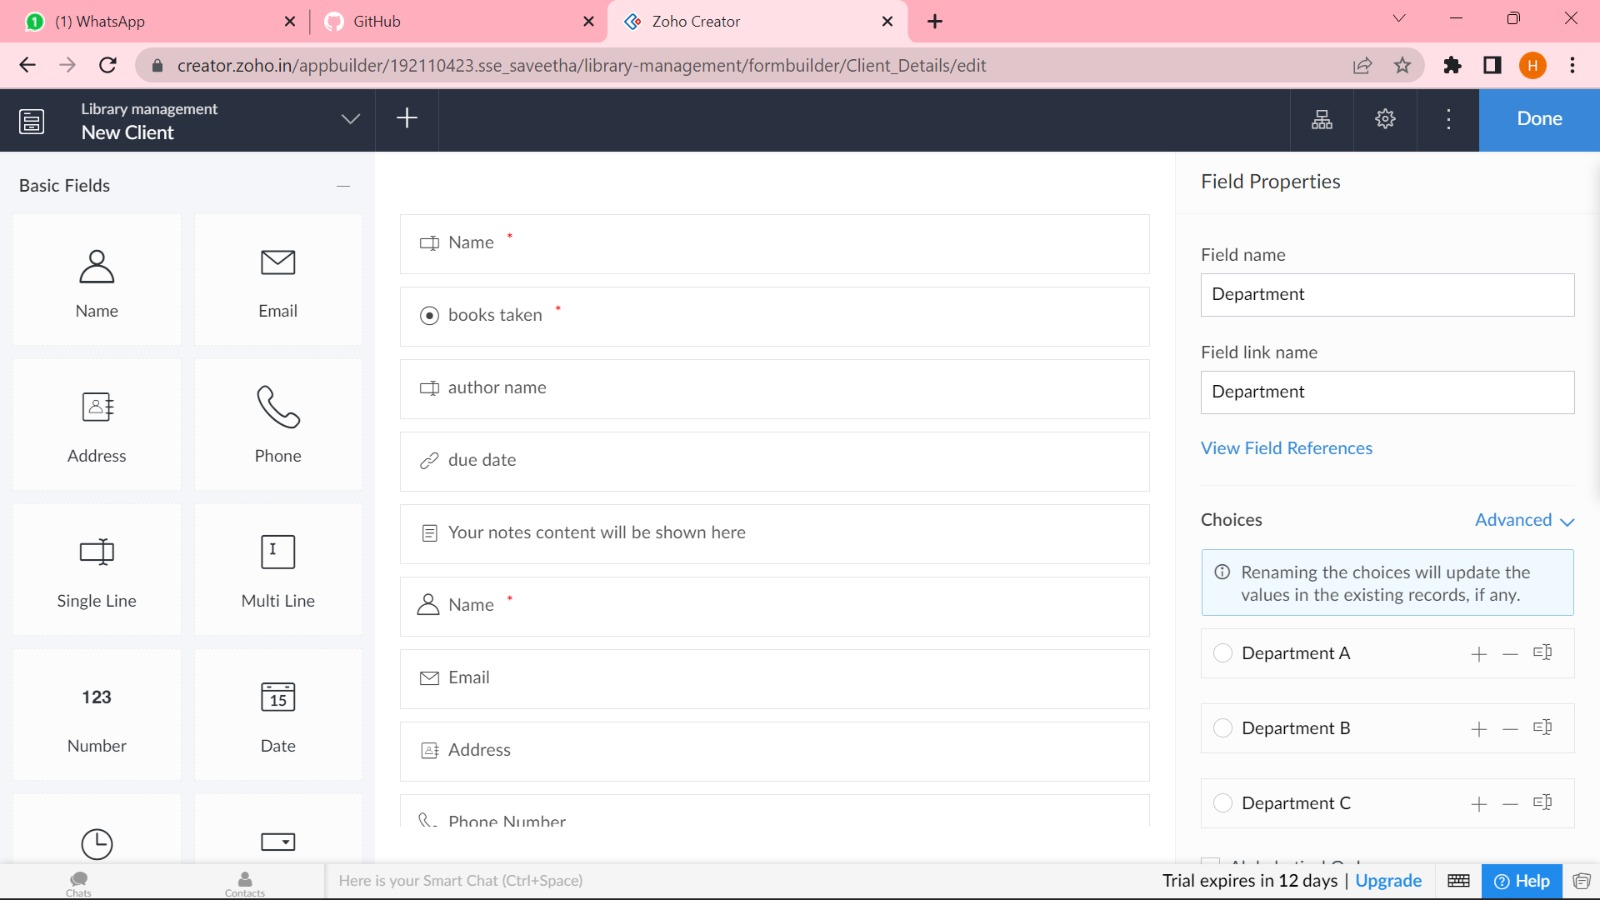 (1) WhatsApp
GitHub
Zoho Creator
creator.zoho.in/appbuilder/192110423.sse_saveetha/library-management/formbuilder/Client_Details/edit
H
Library management
New Client
Done
Basic Fields
Name
Email
Address
Phone
Single Line
Multi Line
123
Number
15
Date
Name *
books taken *
author name
due date
Your notes content will be shown here
Name *
Email
Address
Phone Number
Field Properties
Field name
Department
Field link name
Department
View Field References
Choices
Advanced
Renaming the choices will update the
values in the existing records, if any.
Department A
Department B
Department C
Chats
Contacts
Here is your Smart Chat (Ctrl+Space)
Trial expires in 12 days | Upgrade
Help